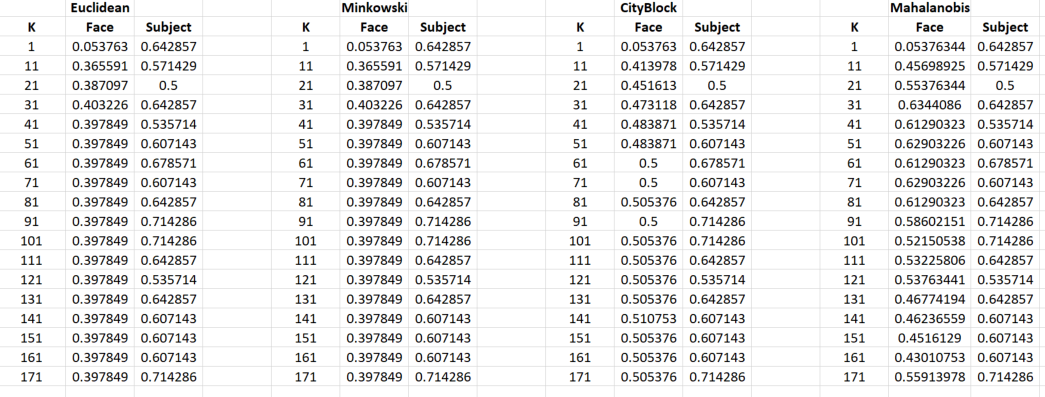 Euclidean Minkowski CityBlock Mahalanobis
K Face Subject K Face Subject K Face Subject K Face Subject
1 0.053763 0.642857 1 0.053763 0.642857 1 0.053763 0.642857 1 0.05376344 0.642857
11 0.365591 0.571429 11 0.365591 0.571429 11 0.413978 0.571429 11 0.45698925 0.571429
21 0.387097 0.5 21 0.387097 0.5 21 0.451613 0.5 21 0.55376344 0.5
31 0.403226 0.642857 31 0.403226 0.642857 31 0.473118 0.642857 31 0.6344086 0.642857
41 0.397849 0.535714 41 0.397849 0.535714 41 0.483871 0.535714 41 0.61290323 0.535714
51 0.397849 0.607143 51 0.397849 0.607143 51 0.483871 0.607143 51 0.62903226 0.607143
61 0.397849 0.678571 61 0.397849 0.678571 61 0.5 0.678571 61 0.61290323 0.678571
71 0.397849 0.607143 71 0.397849 0.607143 71 0.5 0.607143 71 0.62903226 0.607143
81 0.397849 0.642857 81 0.397849 0.642857 81 0.505376 0.642857 81 0.61290323 0.642857
91 0.397849 0.714286 91 0.397849 0.714286 91 0.5 0.714286 91 0.58602151 0.714286
101 0.397849 0.714286 101 0.397849 0.714286 101 0.505376 0.714286 101 0.52150538 0.714286
111 0.397849 0.642857 111 0.397849 0.642857 111 0.505376 0.642857 111 0.53225806 0.642857
121 0.397849 0.535714 121 0.397849 0.535714 121 0.505376 0.535714 121 0.53763441 0.535714
131 0.397849 0.642857 131 0.397849 0.642857 131 0.505376 0.642857 131 0.46774194 0.642857
141 0.397849 0.607143 141 0.397849 0.607143 141 0.510753 0.607143 141 0.46236559 0.607143
151 0.397849 0.607143 151 0.397849 0.607143 151 0.505376 0.607143 151 0.4516129 0.607143
161 0.397849 0.607143 161 0.397849 0.607143 161 0.505376 0.607143 161 0.43010753 0.607143
171 0.397849 0.714286 171 0.397849 0.714286 171 0.505376 0.714286 171 0.55913978 0.714286